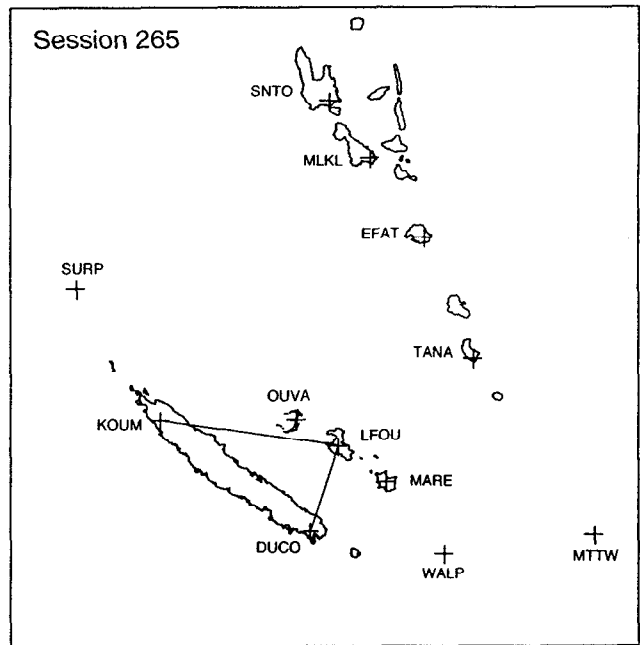 Session 265
SNTO
MLKL
EFAT
SURP
TANA
OUVA
KOUM
LFOU
MARE
DUCO
WALP
MTTW